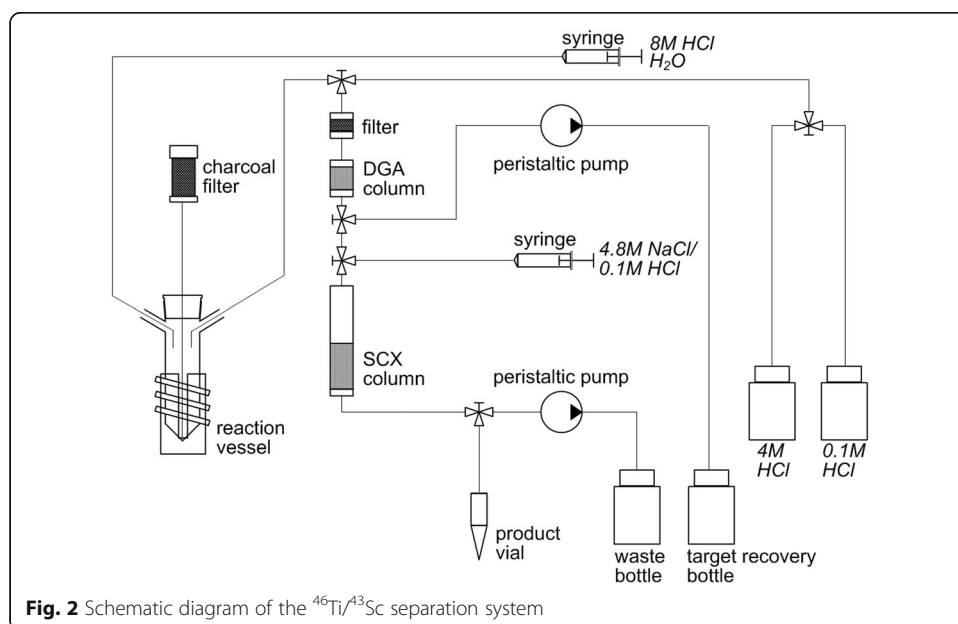 syringe
8M HCl
H₂O
filter
peristaltic pump
charcoal
filter
DGA
column
syringe
4.8M NaCl/
0.1M HCl
SCX
column
peristaltic pump
reaction
vessel
4M
HCl
0.1M
HCl
product
vial
waste
bottle
target recovery
bottle
Fig. 2 Schematic diagram of the ⁴⁶Ti/⁴³Sc separation system